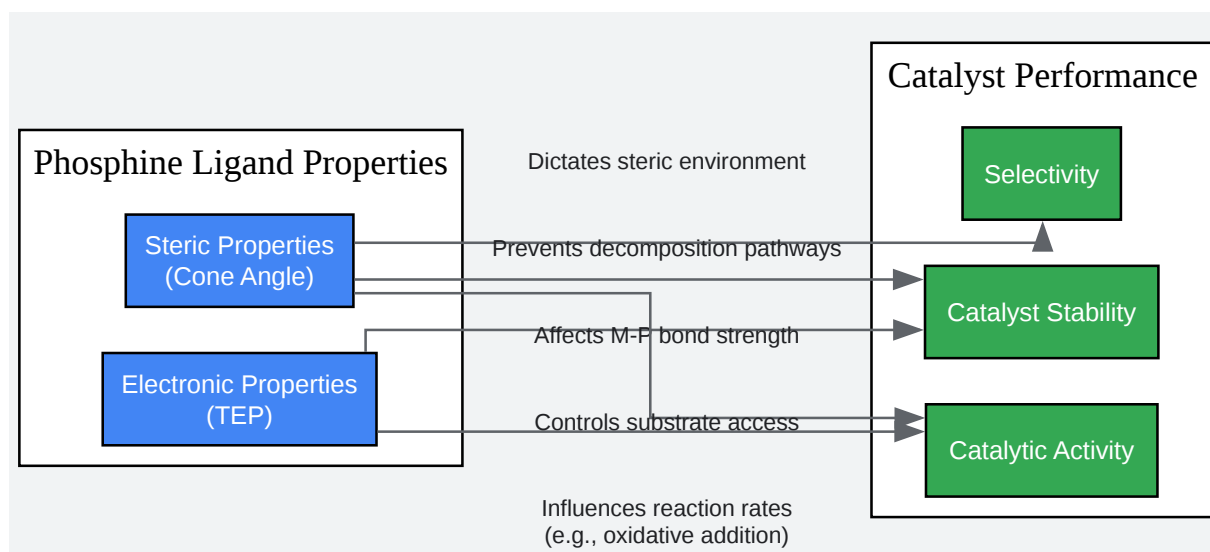 Phosphine Ligand Properties
Steric Properties
(Cone Angle)
Electronic Properties
(TEP)
Dictates steric environment
Prevents decomposition pathways
Affects M-P bond strength
Controls substrate access
Influences reaction rates
(e.g., oxidative addition)
Catalyst Performance
Selectivity
Catalyst Stability
Catalytic Activity